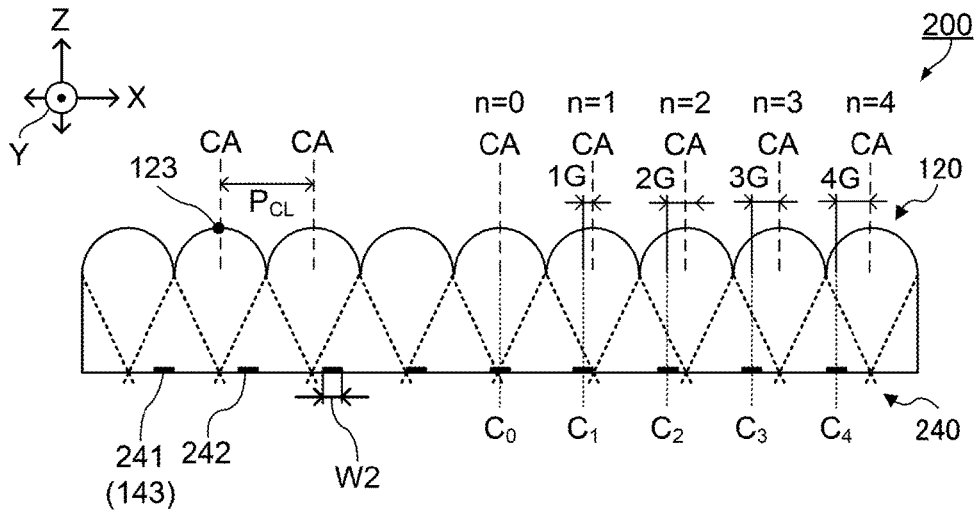 200
Z
X
Y
n=0 n=1 n=2 n=3 n=4
CA CA CA CA CA CA CA
123
P_CL
1G 2G 3G 4G
120
C₀ C₁ C₂ C₃ C₄
240
241
(143)
242
W2